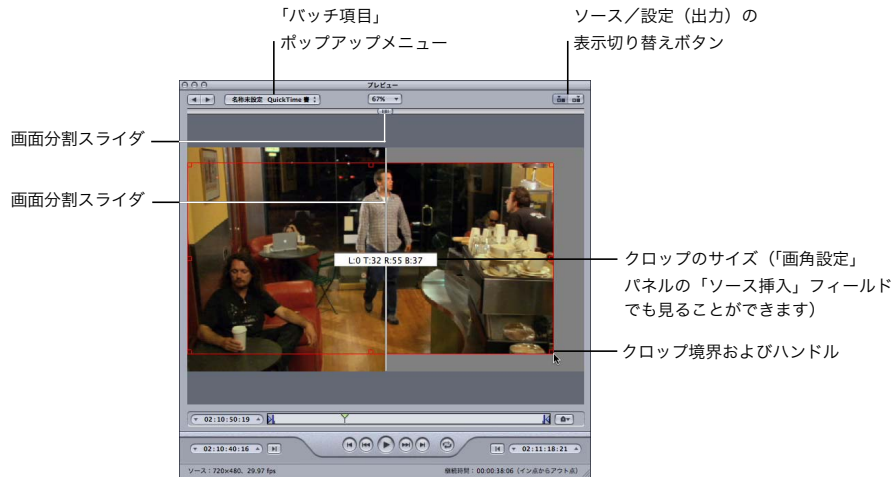 「バッチ項目」
ポップアップメニュー
ソース／設定（出力）の
表示切り替えボタン
プレビュー
名称未設定 QuickTime
67%
画面分割スライダ
画面分割スライダ
L:0 T:32 R:55 B:37
クロップのサイズ（「画角設定」
パネルの「ソース挿入」フィールド
でも見ることができます）
クロップ境界およびハンドル
02:10:50:19
02:10:40:16
02:11:18:21
ソース：720×480、29.97 fps
継続時間：00:00:38:06（イン点からアウト点）